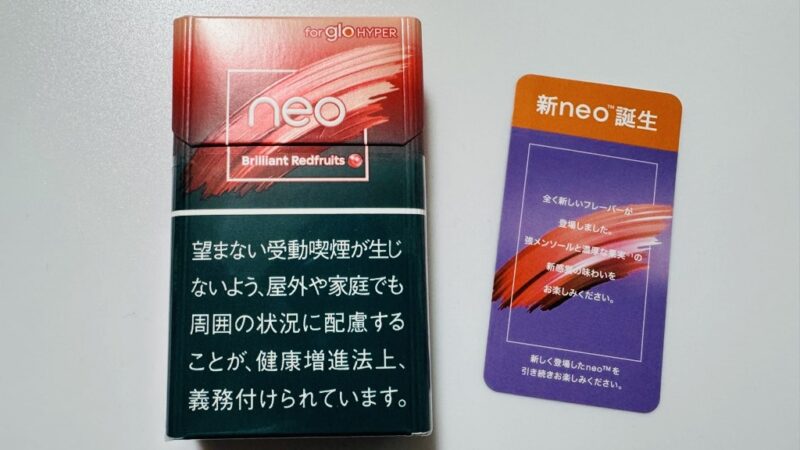 for glo HYPER
neo
Brilliant Redfruits
望まない受動喫煙が生じ
ないよう、屋外や家庭でも
周囲の状況に配慮する
ことが、健康増進法上、
義務付けられています。
新neo™誕生
全く新しいフレーバーが
登場しました。
強メンソールと濃厚な果実*¹の
新感覚の味わいを
お楽しみください。
新しく登場したneo™を
引き続きお楽しみください。